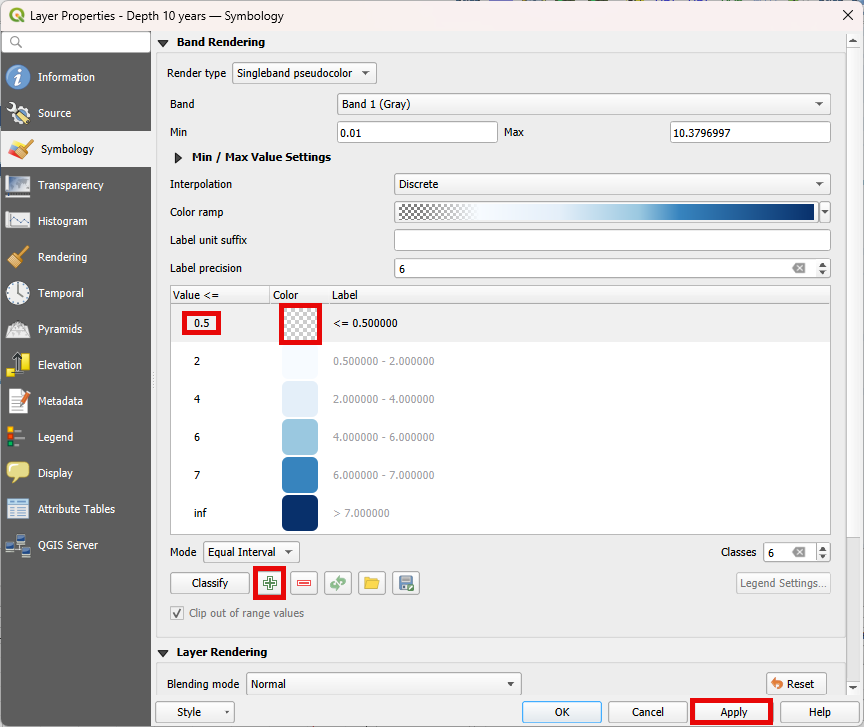 Layer Properties - Depth 10 years — Symbology
Information
Source
Symbology
Transparency
Histogram
Rendering
Temporal
Pyramids
Elevation
Metadata
Legend
Display
Attribute Tables
QGIS Server
Band Rendering
Render type Singleband pseudocolor
Band Band 1 (Gray)
Min 0.01 Max 10.3796997
Min / Max Value Settings
Interpolation Discrete
Color ramp
Label unit suffix
Label precision 6
Value <= Color Label
0.5 <= 0.500000
2 0.500000 - 2.000000
4 2.000000 - 4.000000
6 4.000000 - 6.000000
7 6.000000 - 7.000000
inf > 7.000000
Mode Equal Interval Classes 6
Classify Legend Settings...
Clip out of range values
Layer Rendering
Blending mode Normal Reset
Style OK Cancel Apply Help